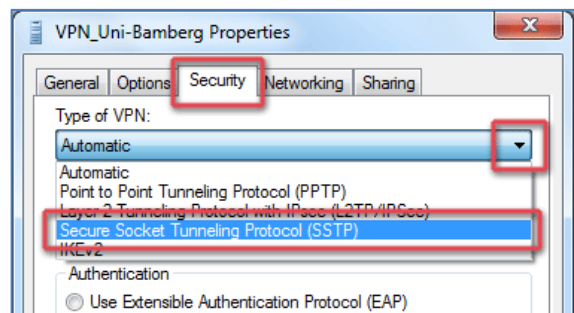 VPN_Uni-Bamberg Properties
General Options Security Networking Sharing
Type of VPN:
Automatic
Automatic
Point to Point Tunneling Protocol (PPTP)
Layer 2 Tunneling Protocol with IPsec (L2TP/IPSec)
Secure Socket Tunneling Protocol (SSTP)
IKEv2
Authentication
Use Extensible Authentication Protocol (EAP)